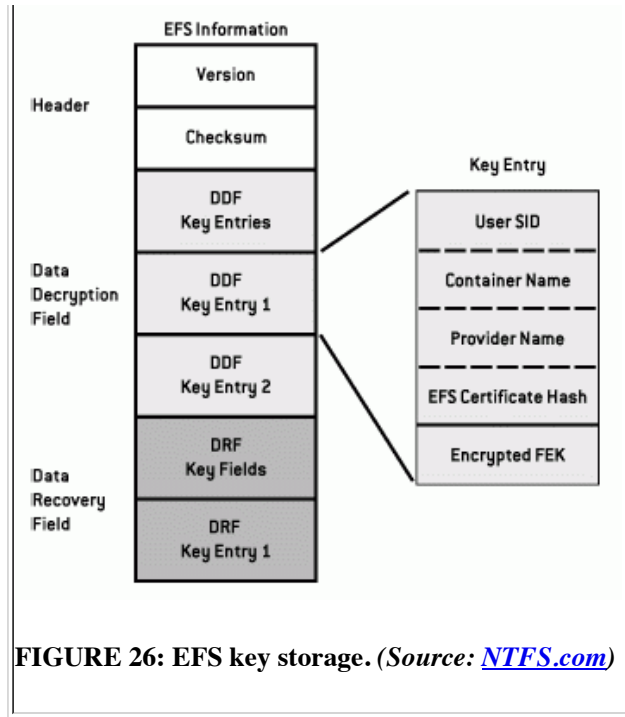 EFS Information
Version
Header
Checksum
Key Entry
DDF
Key Entries
User SID
Data
Decryption
Field
DDF
Key Entry 1
Container Name
Provider Name
DDF
Key Entry 2
EFS Certificate Hash
Encrypted FEK
Data
Recovery
Field
DRF
Key Fields
DRF
Key Entry 1
FIGURE 26: EFS key storage. (Source: NTFS.com)